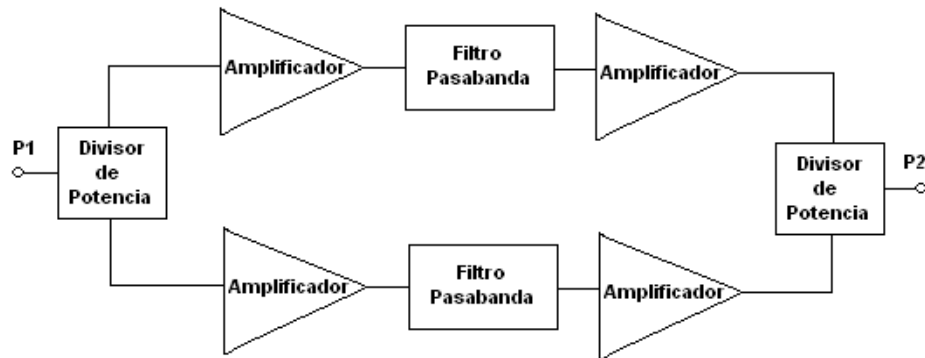 Amplificador
Filtro
Pasabanda
Amplificador
P1
Divisor
de
Potencia
Divisor
de
Potencia
P2
Amplificador
Filtro
Pasabanda
Amplificador